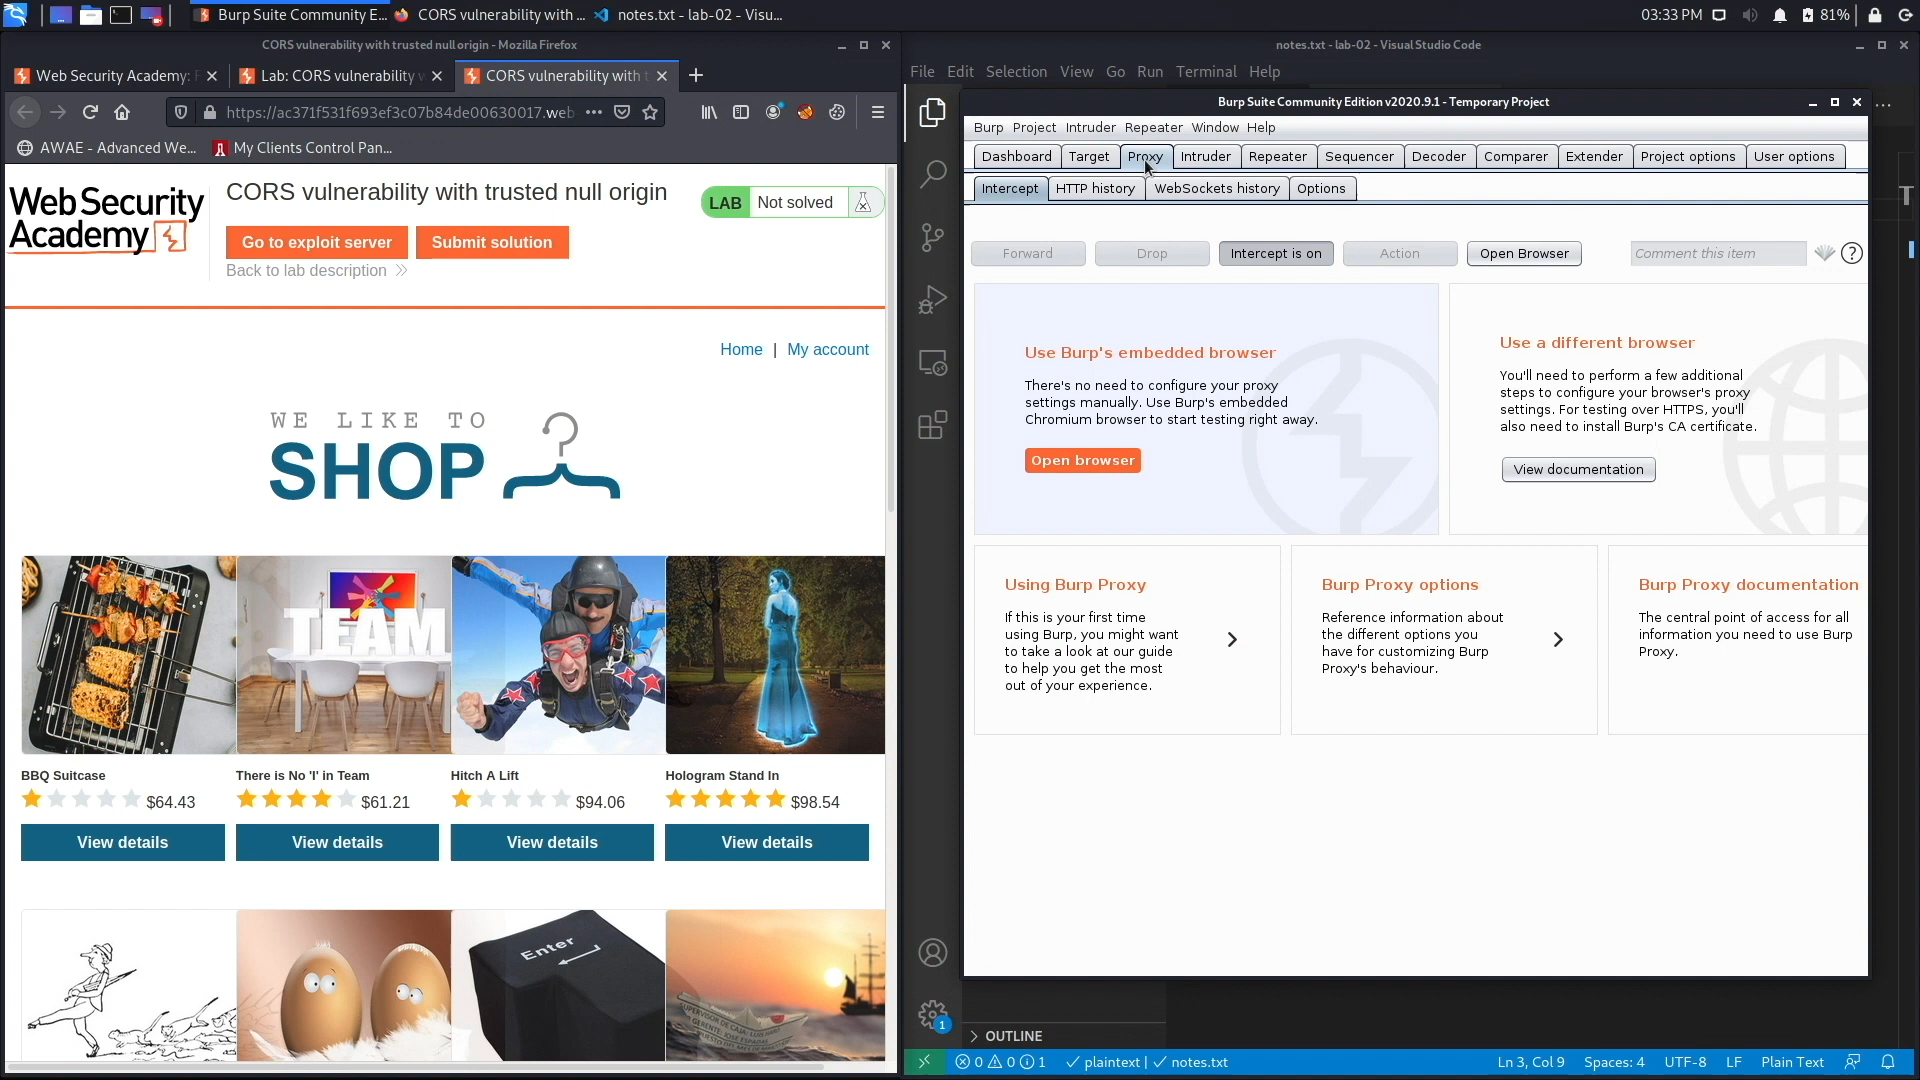 Burp Suite Community E...
CORS vulnerability with ...
notes.txt - lab-02 - Visu...
03:33 PM
81%
CORS vulnerability with trusted null origin - Mozilla Firefox
Web Security Academy: F
Lab: CORS vulnerability w
CORS vulnerability with t
https://ac371f531f693ef3c07b84de00630017.web
AWAE - Advanced We...
My Clients Control Pan...
Web Security
Academy
CORS vulnerability with trusted null origin
LAB
Not solved
Go to exploit server
Submit solution
Back to lab description
Home | My account
WE LIKE TO
SHOP
TEAM
BBQ Suitcase
$64.43
View details
There is No 'I' in Team
$61.21
View details
Hitch A Lift
$94.06
View details
Hologram Stand In
$98.54
View details
Enter
notes.txt - lab-02 - Visual Studio Code
File Edit Selection View Go Run Terminal Help
Burp Suite Community Edition v2020.9.1 - Temporary Project
Burp Project Intruder Repeater Window Help
Dashboard Target Proxy Intruder Repeater Sequencer Decoder Comparer Extender Project options User options
Intercept HTTP history WebSockets history Options
Forward Drop Intercept is on Action Open Browser Comment this item ?
Use Burp's embedded browser
There's no need to configure your proxy
settings manually. Use Burp's embedded
Chromium browser to start testing right away.
Open browser
Use a different browser
You'll need to perform a few additional
steps to configure your browser's proxy
settings. For testing over HTTPS, you'll
also need to install Burp's CA certificate.
View documentation
Using Burp Proxy
If this is your first time
using Burp, you might want
to take a look at our guide
to help you get the most
out of your experience.
Burp Proxy options
Reference information about
the different options you
have for customizing Burp
Proxy's behaviour.
Burp Proxy documentation
The central point of access for all
information you need to use Burp
Proxy.
1
OUTLINE
0 0 1
plaintext | notes.txt
Ln 3, Col 9 Spaces: 4 UTF-8 LF Plain Text